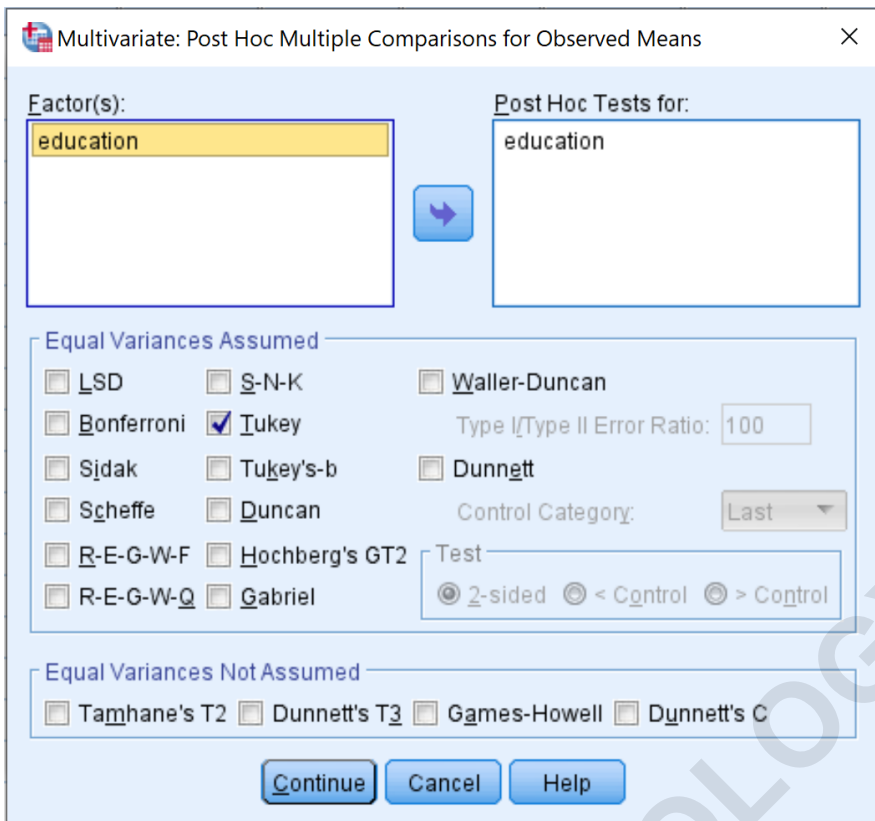 Multivariate: Post Hoc Multiple Comparisons for Observed Means
Factor(s):
education
Post Hoc Tests for:
education
Equal Variances Assumed
LSD S-N-K Waller-Duncan
Bonferroni Tukey Type I/Type II Error Ratio: 100
Sidak Tukey's-b Dunnett
Scheffe Duncan Control Category: Last
R-E-G-W-F Hochberg's GT2 Test
R-E-G-W-Q Gabriel 2-sided < Control > Control
Equal Variances Not Assumed
Tamhane's T2 Dunnett's T3 Games-Howell Dunnett's C
Continue Cancel Help
OLOG